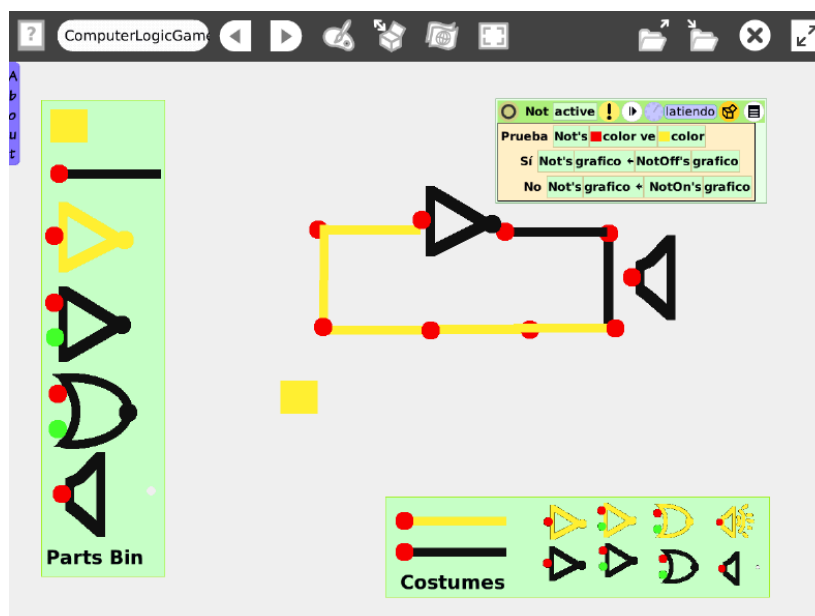 ?
ComputerLogicGame
About
Not active ! latiendo
Prueba Not's color ve color
Sí Not's grafico ← NotOff's grafico
No Not's grafico ← NotOn's grafico
Parts Bin
Costumes